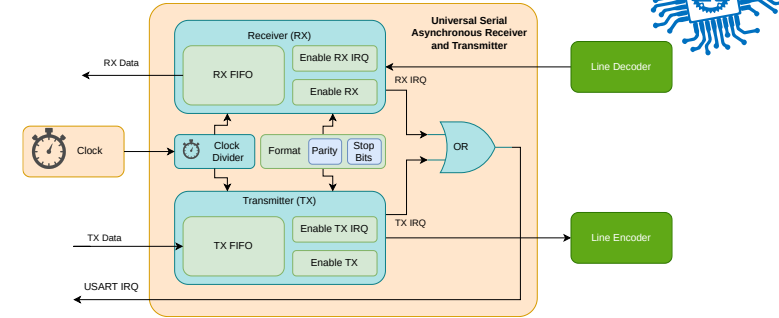 Universal Serial
Asynchronous Receiver
and Transmitter
Receiver (RX)
RX Data
RX FIFO
Enable RX IRQ
Enable RX
RX IRQ
Line Decoder
Clock
Clock
Divider
Format
Parity
Stop
Bits
OR
Transmitter (TX)
TX Data
TX FIFO
Enable TX IRQ
Enable TX
TX IRQ
Line Encoder
USART IRQ